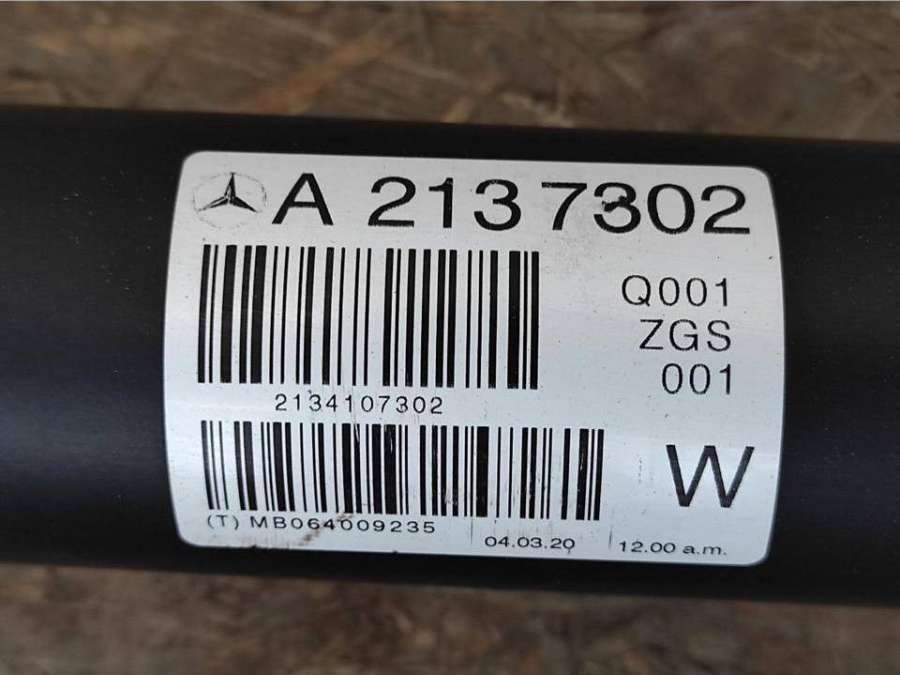 A 213 7302
Q001
ZGS
001
2134107302
W
(T) MB064009235
04.03.20
12.00 a.m.